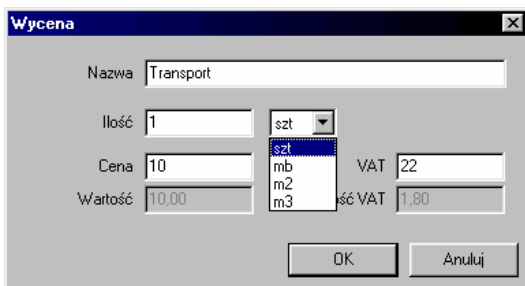 Wycena
Nazwa Transport
Ilość 1 szt
szt
mb
Cena 10 VAT 22
m2
m3
Wartość 10,00 ść VAT 1,80
OK Anuluj